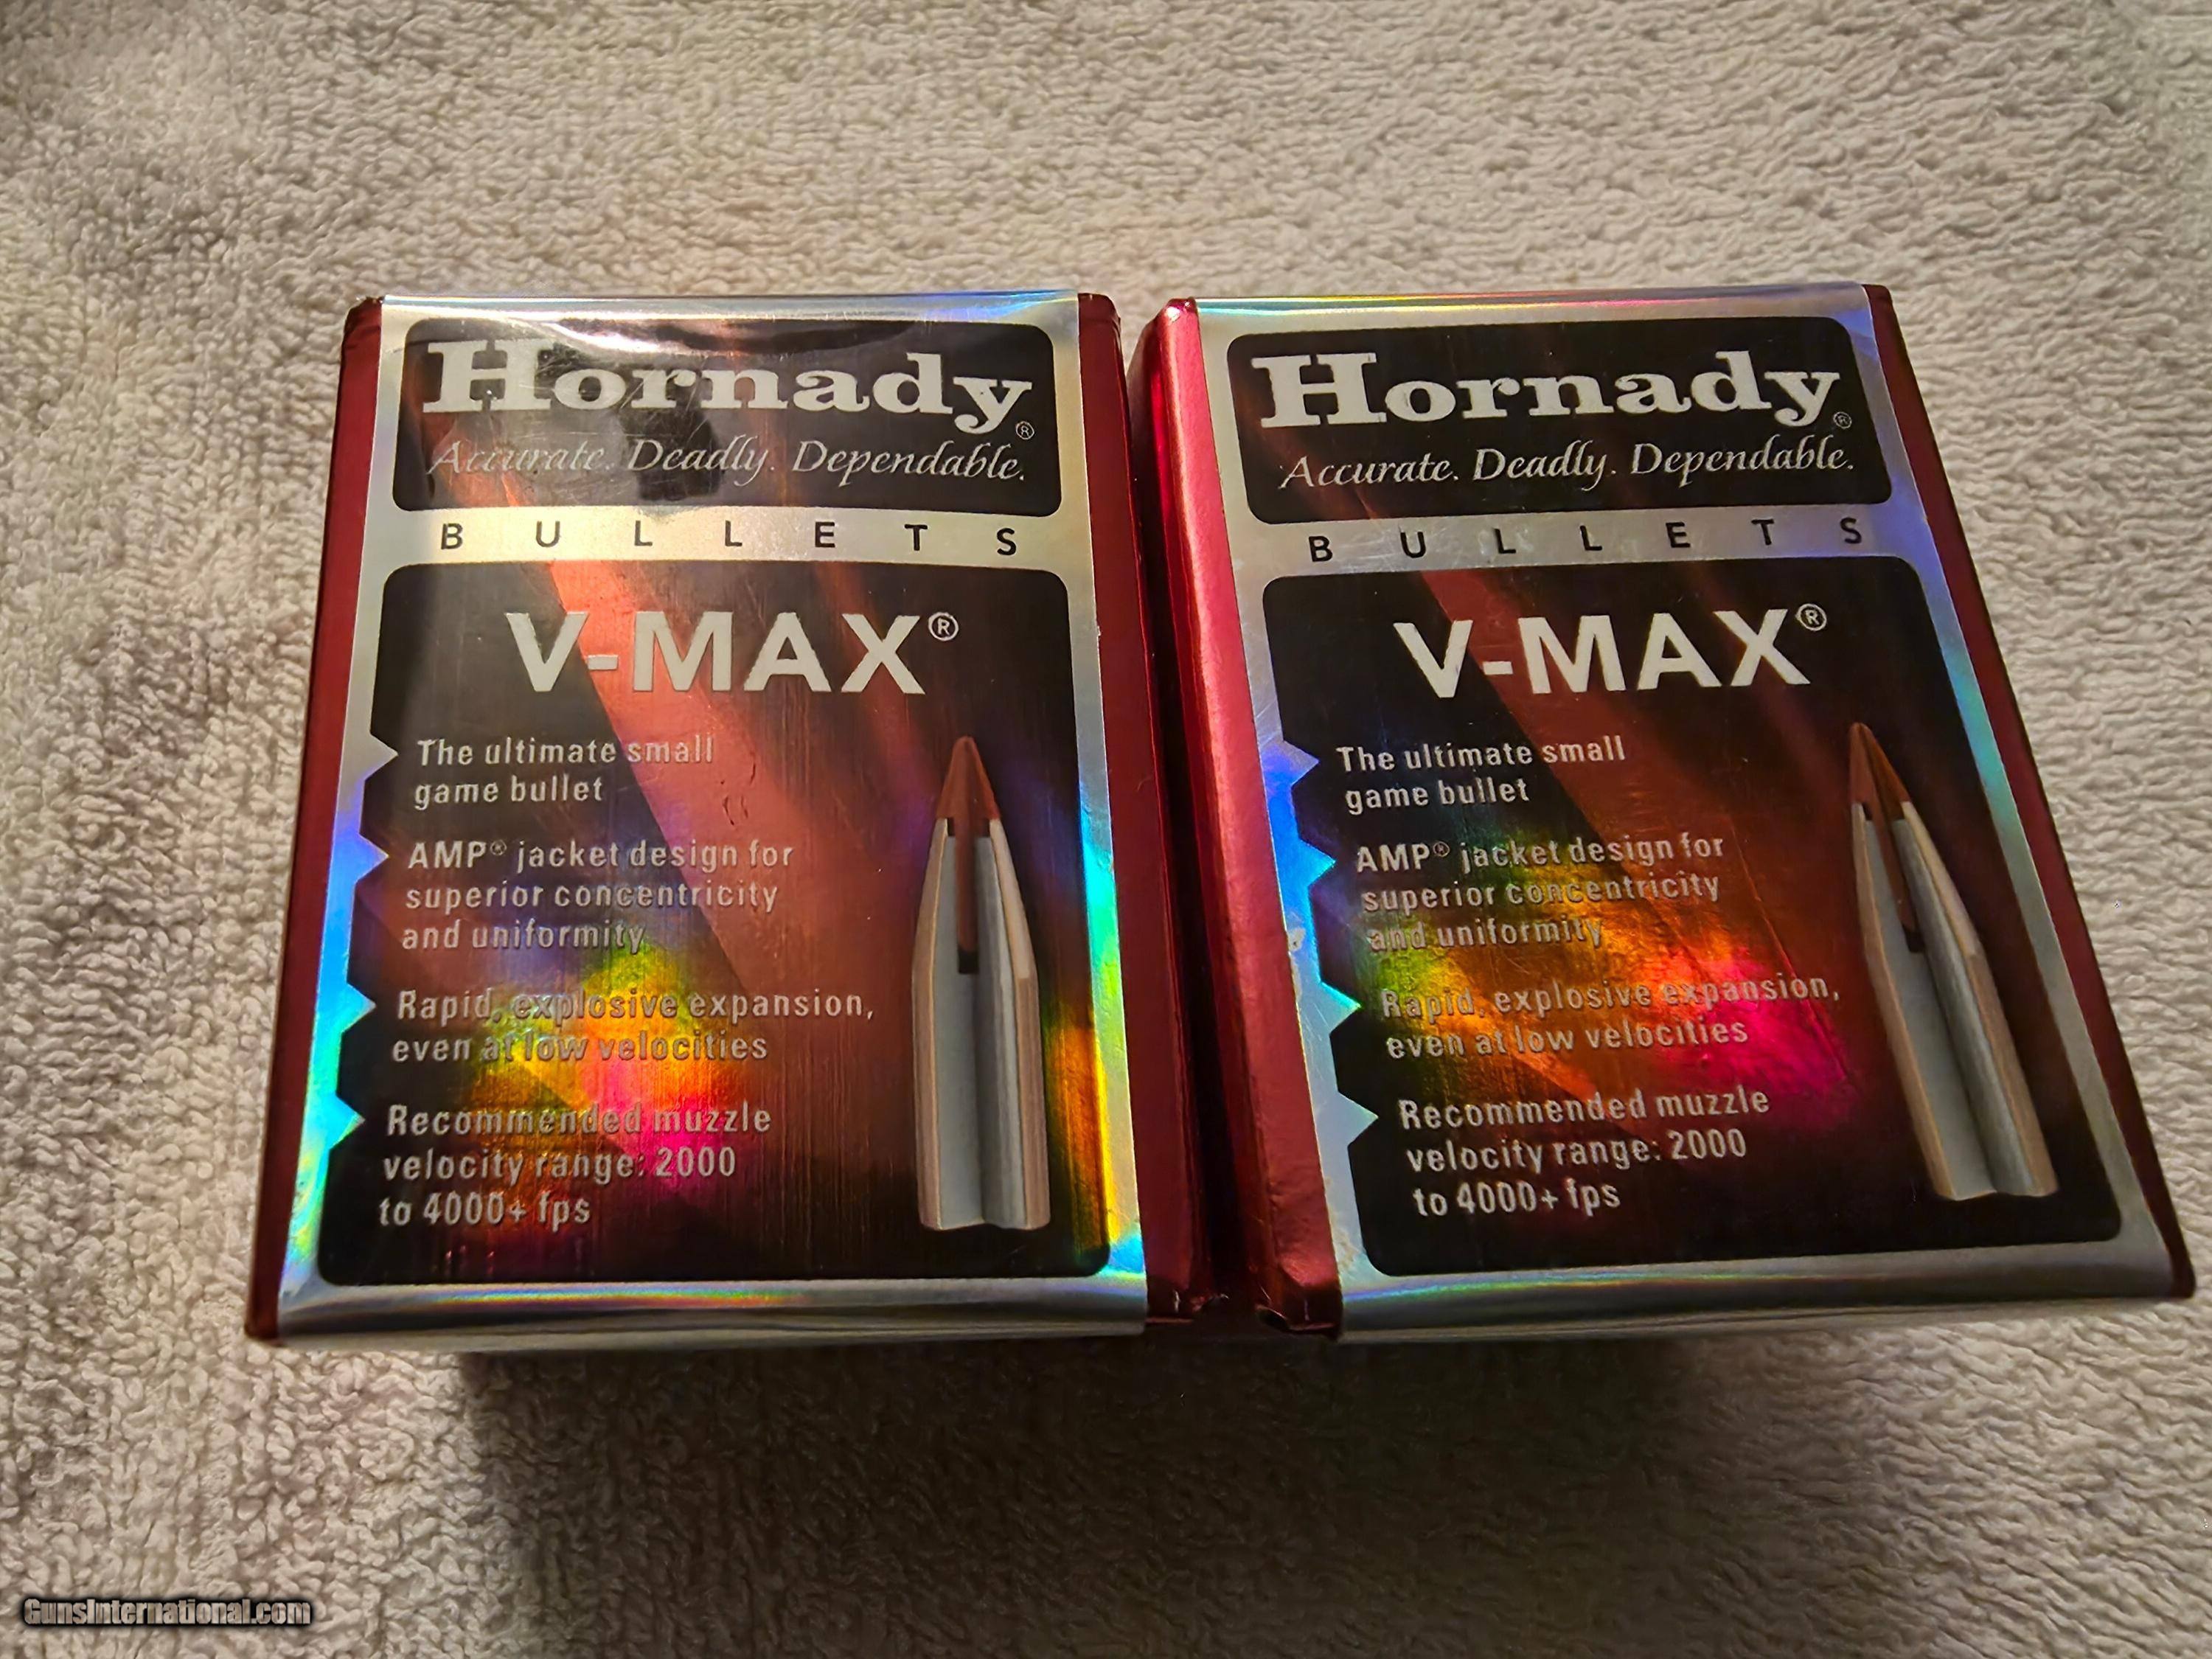 Hornady®
Accurate. Deadly. Dependable.
BULLETS
V-MAX®
The ultimate small
game bullet
AMP® jacket design for
superior concentricity
and uniformity
Rapid, explosive expansion,
even at low velocities
Recommended muzzle
velocity range: 2000
to 4000+ fps
Hornady®
Accurate. Deadly. Dependable.
BULLETS
V-MAX®
The ultimate small
game bullet
AMP® jacket design for
superior concentricity
and uniformity
Rapid, explosive expansion,
even at low velocities
Recommended muzzle
velocity range: 2000
to 4000+ fps
GunsInternational.com